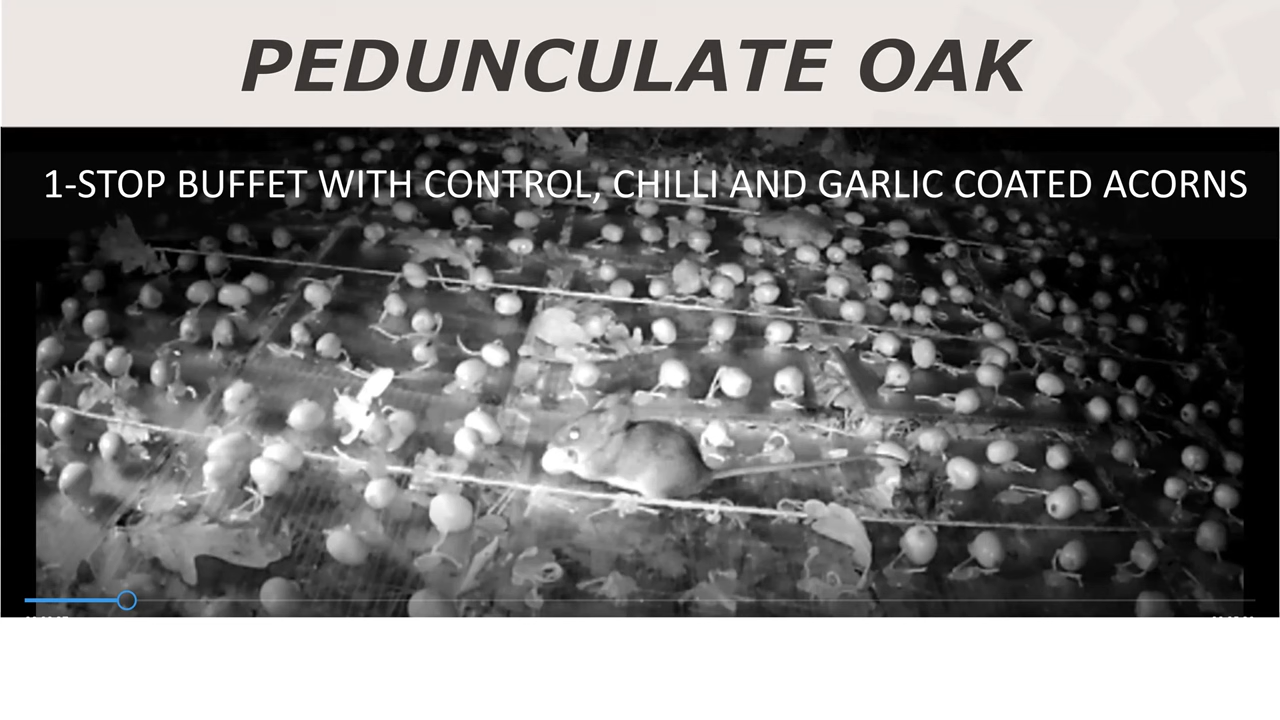 PEDUNCULATE OAK
1-STOP BUFFET WITH CONTROL, CHILLI AND GARLIC COATED ACORNS